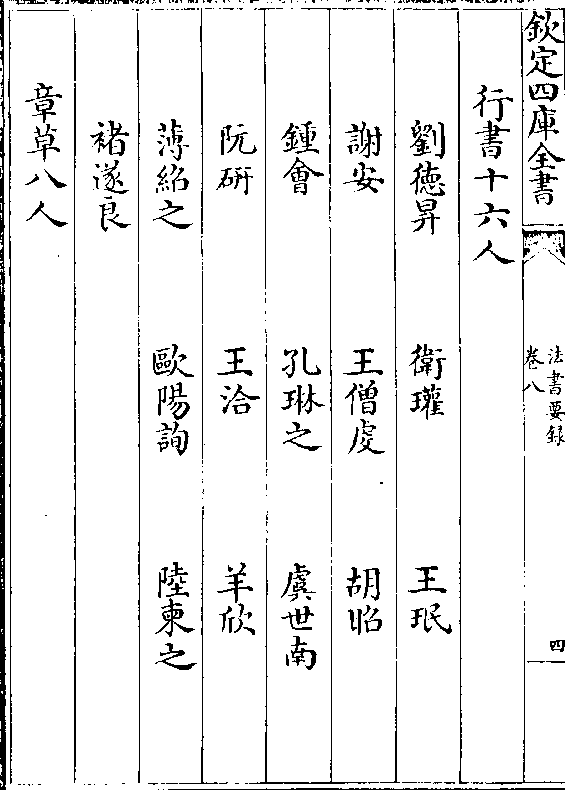 欽定四庫全書
法書要録
卷八
四
行書十六人
劉徳昇 衛瓘 王珉
謝安 王僧虔 胡昭
鍾會 孔琳之 虞世南
阮研 王洽 羊欣
薄紹之 歐陽詢 陸柬之
褚遂良
章草八人